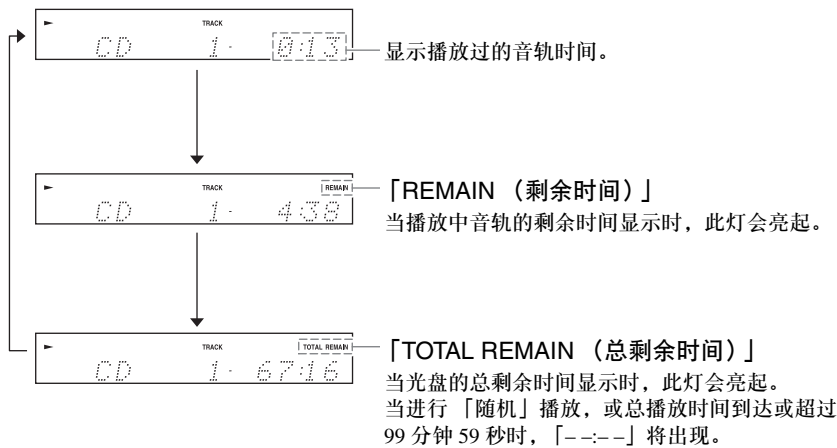 TRACK
CD 1· 0:13
显示播放过的音轨时间。
TRACK REMAIN
CD 1· 4:38
「REMAIN （剩余时间）」
当播放中音轨的剩余时间显示时，此灯会亮起。
TRACK TOTAL REMAIN
CD 1· 67:16
「TOTAL REMAIN （总剩余时间）」
当光盘的总剩余时间显示时，此灯会亮起。
当进行 「随机」播放，或总播放时间到达或超过
99 分钟 59 秒时，「– –:– –」将出现。